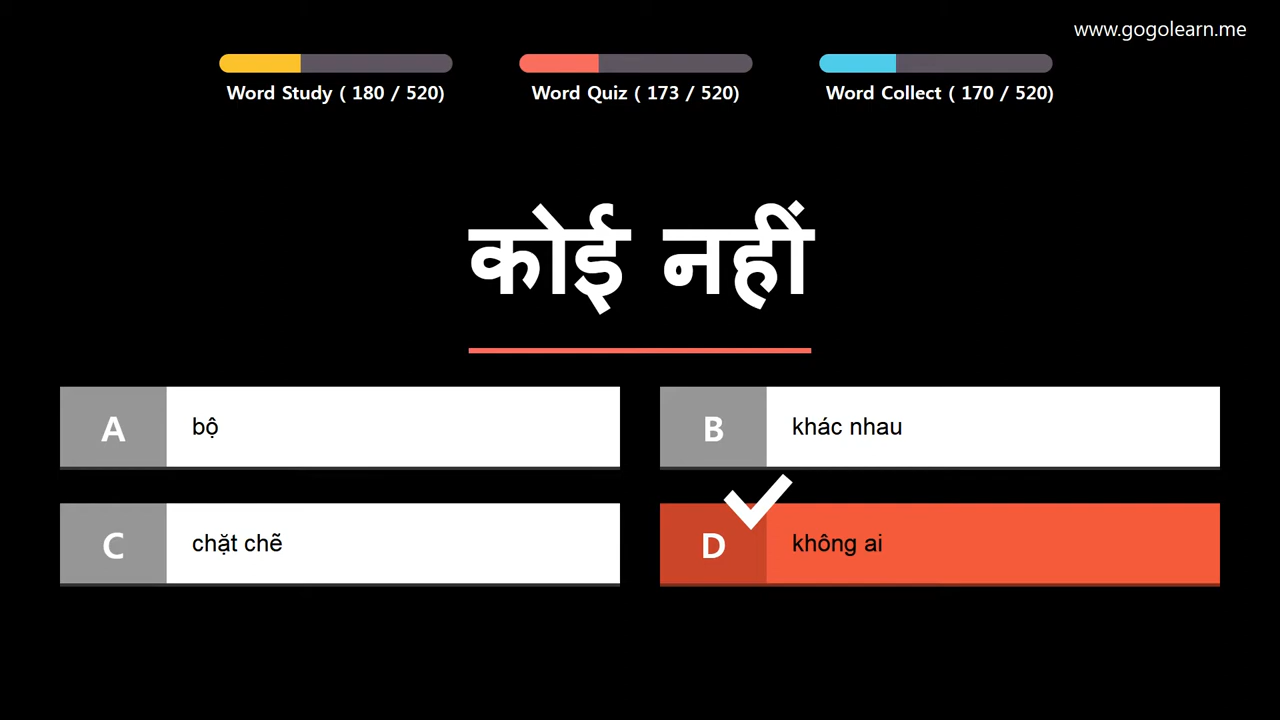 www.gogolearn.me
Word Study ( 180 / 520)
Word Quiz ( 173 / 520)
Word Collect ( 170 / 520)
कोई नहीं
A bộ
B khác nhau
C chặt chẽ
D không ai